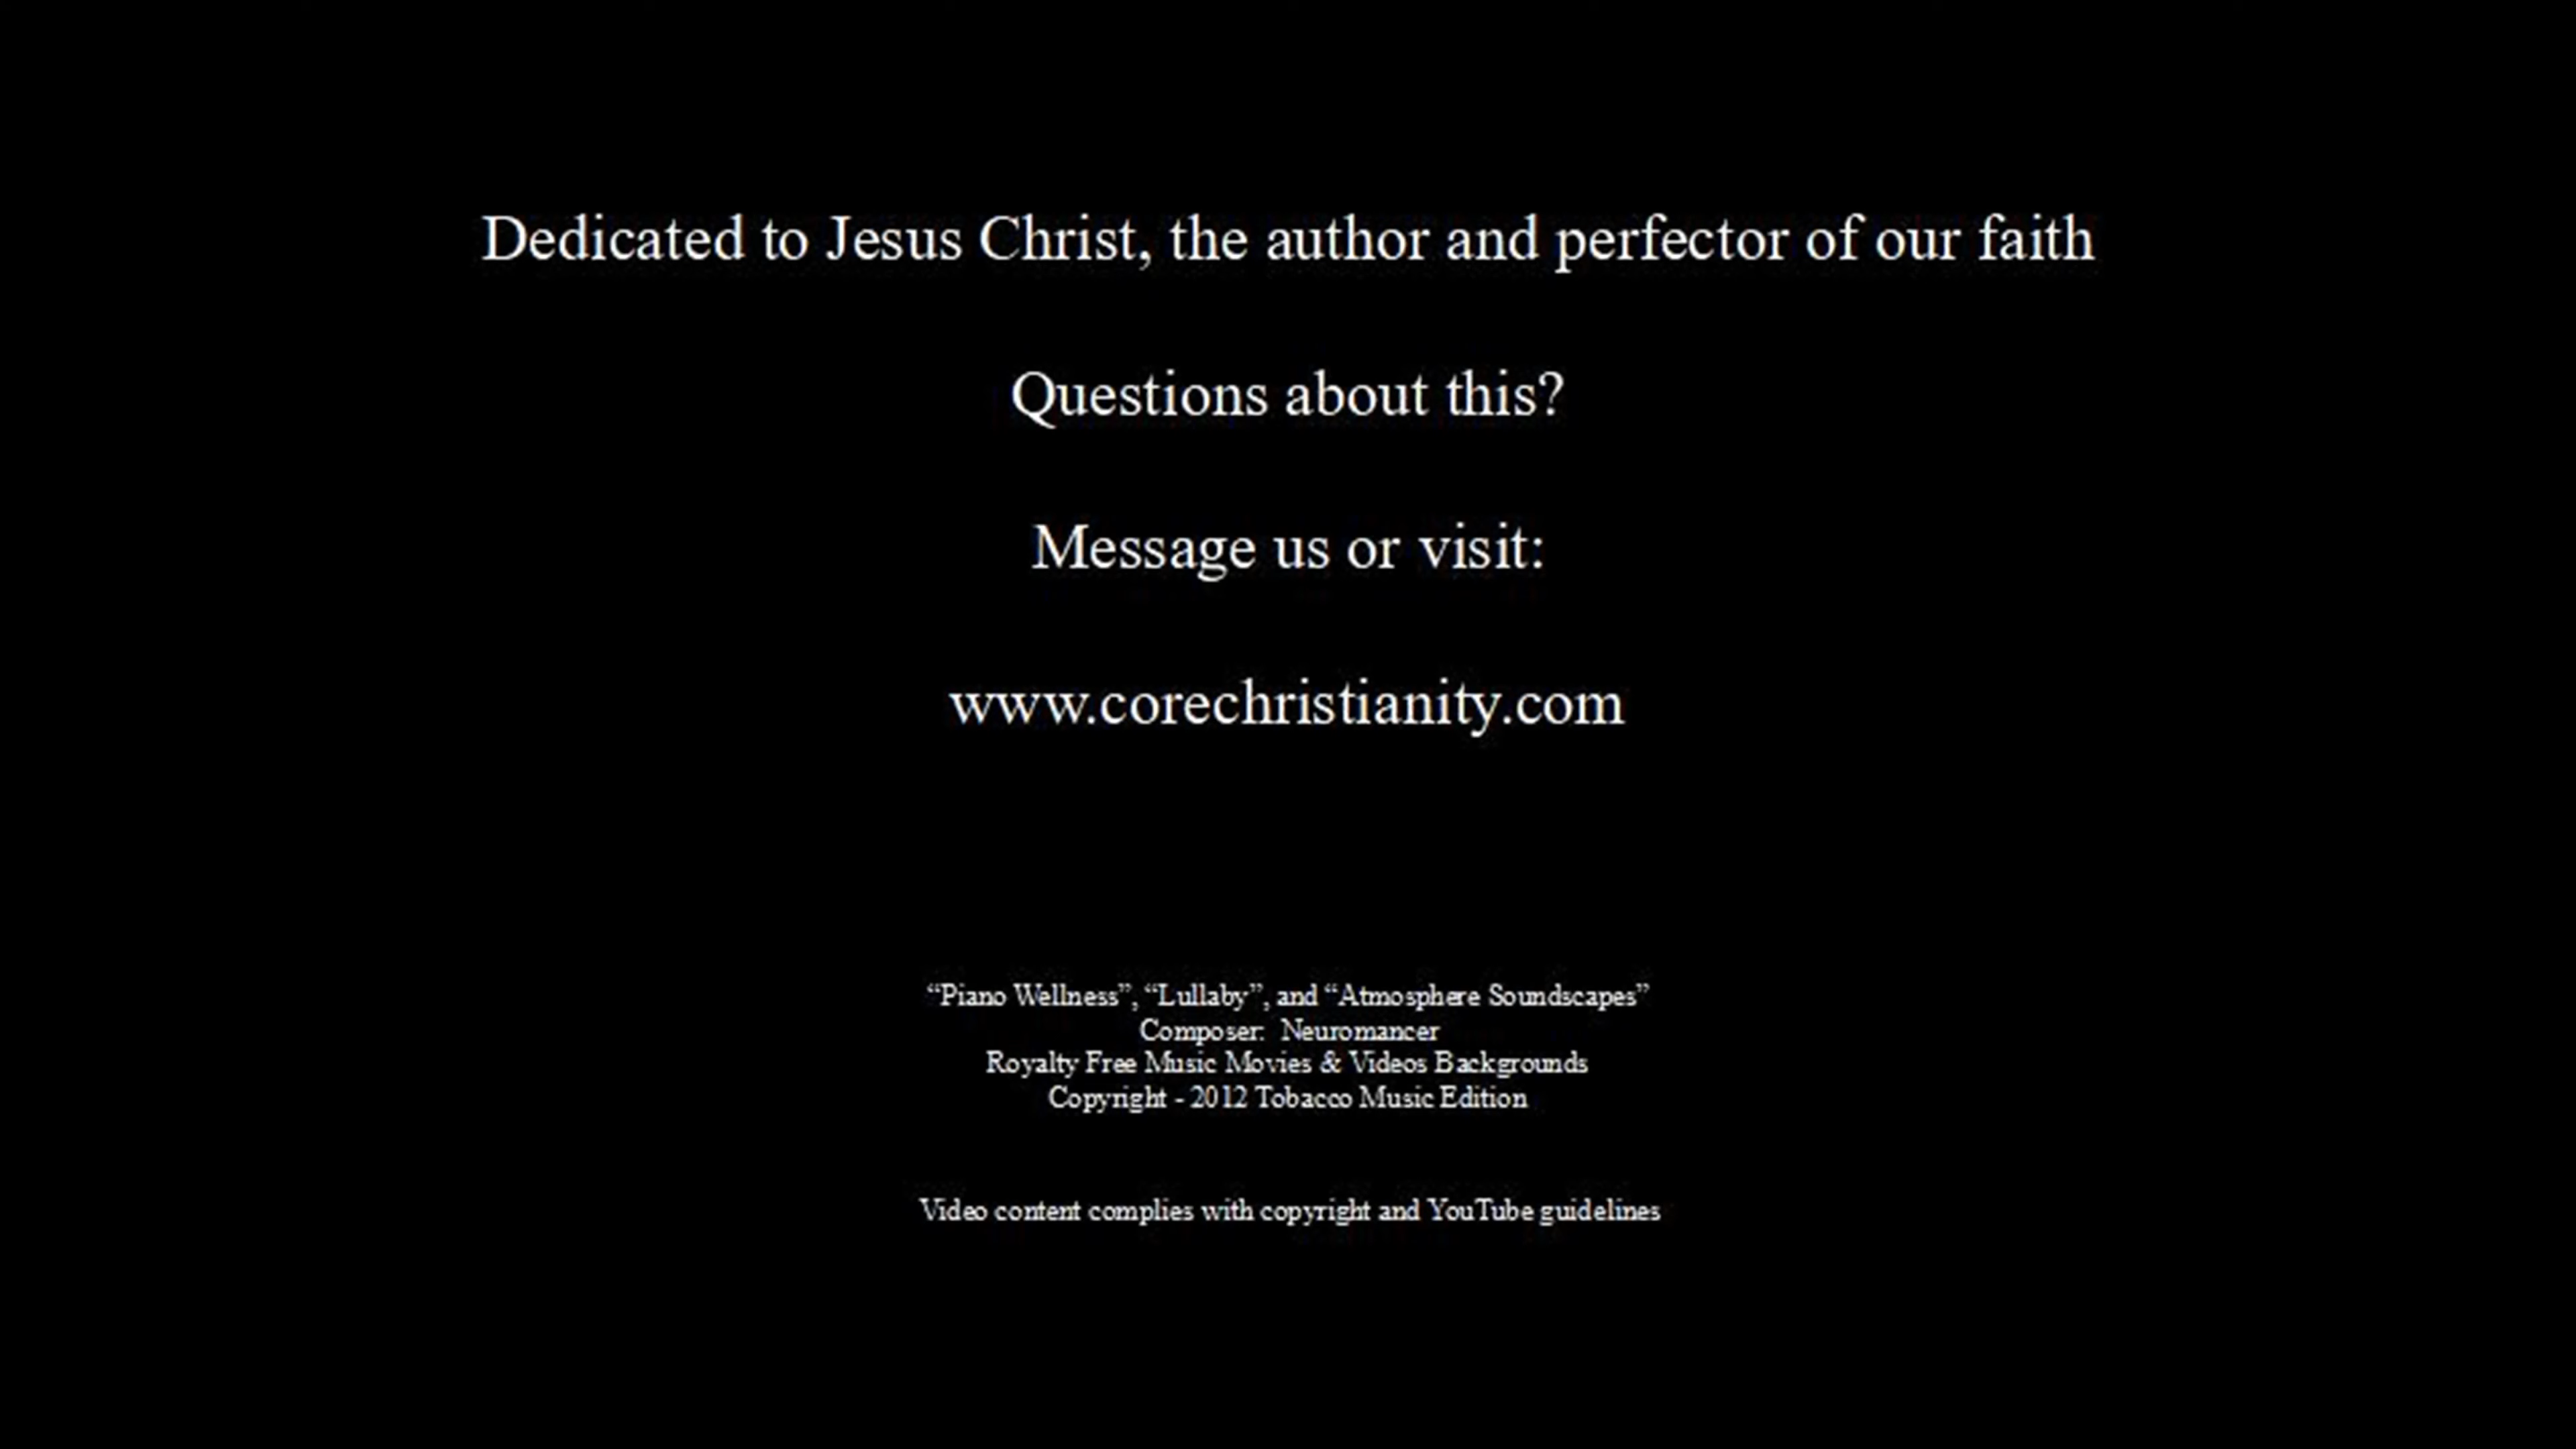 Dedicated to Jesus Christ, the author and perfector of our faith
Questions about this?
Message us or visit:
www.corechristianity.com
“Piano Wellness”, “Lullaby”, and “Atmosphere Soundscapes”
Composer:  Neuromancer
Royalty Free Music Movies & Videos Backgrounds
Copyright - 2012 Tobacco Music Edition
Video content complies with copyright and YouTube guidelines